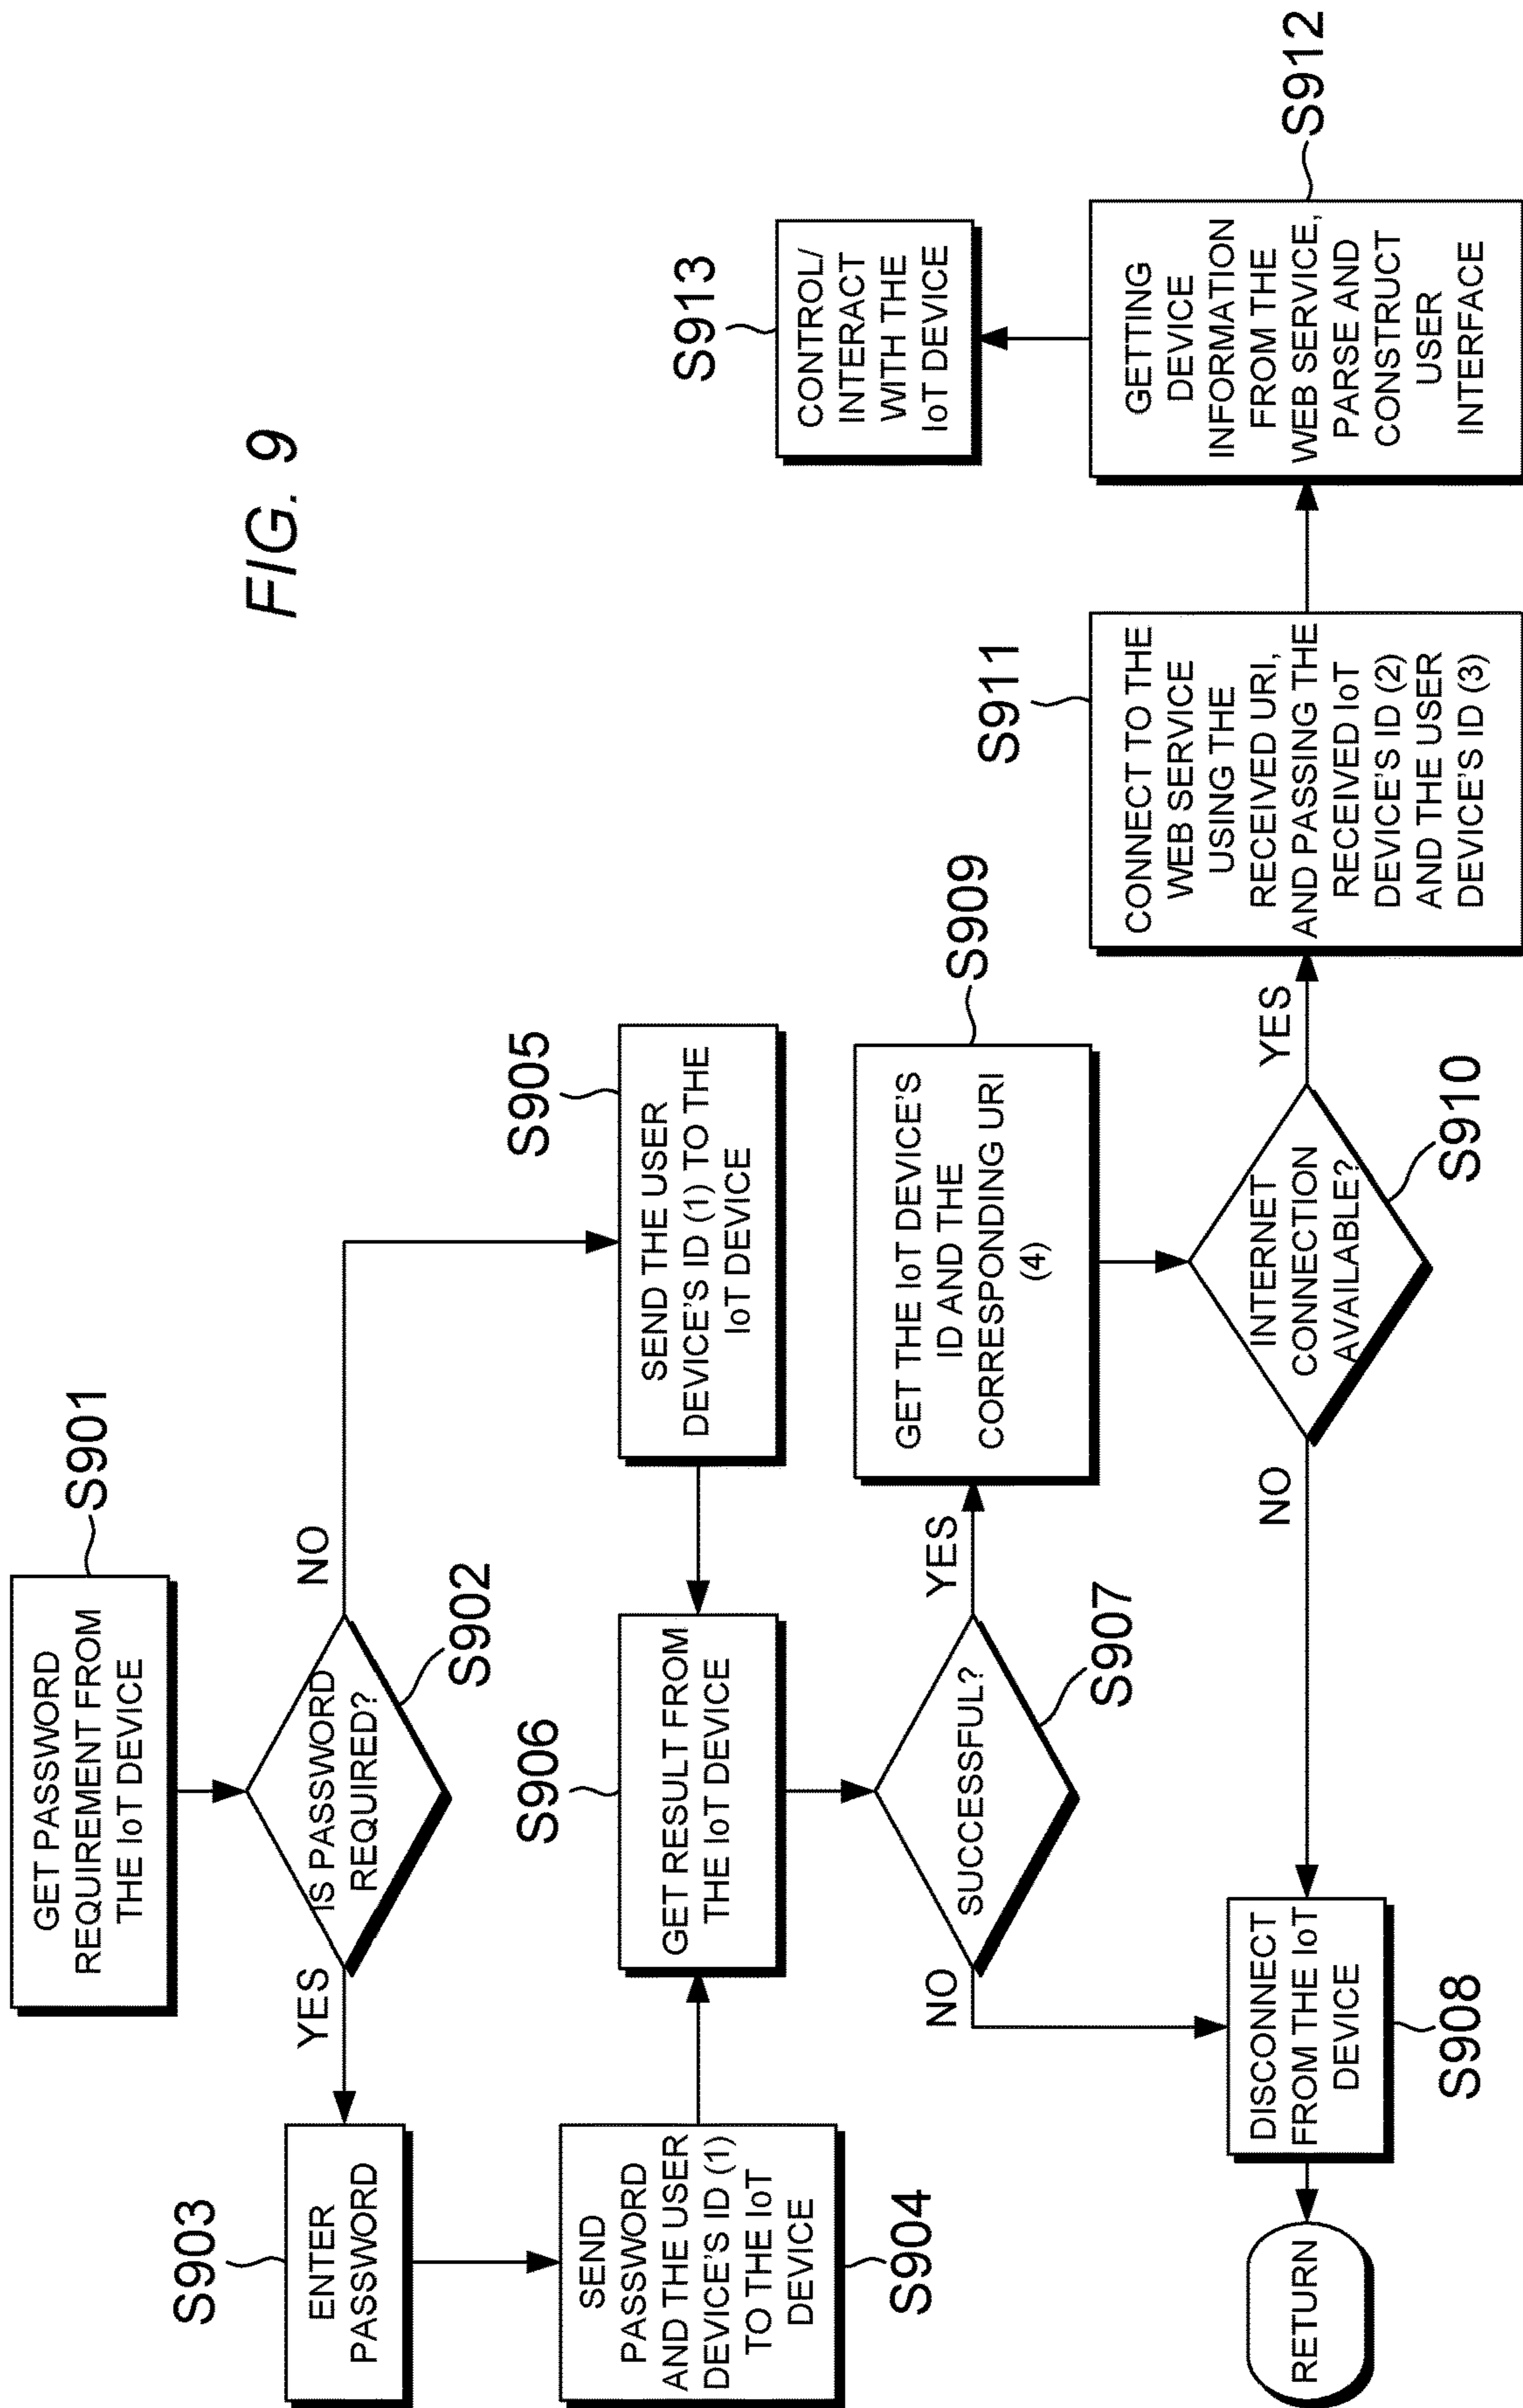 FIG. 9
GET PASSWORD
REQUIREMENT FROM
THE IoT DEVICE
S901
IS PASSWORD
REQUIRED?
S902
YES
NO
S903
ENTER
PASSWORD
SEND
PASSWORD
AND THE USER
DEVICE'S ID (1)
TO THE IoT
DEVICE
S904
SEND THE USER
DEVICE'S ID (1) TO THE
IoT DEVICE
S905
S906
GET RESULT FROM
THE IoT DEVICE
SUCCESSFUL?
S907
NO
YES
DISCONNECT
FROM THE IoT
DEVICE
S908
RETURN
GET THE IoT DEVICE'S
ID AND THE
CORRESPONDING URI
(4)
S909
INTERNET
CONNECTION
AVAILABLE?
S910
NO
YES
S911
CONNECT TO THE
WEB SERVICE
USING THE
RECEIVED URI,
AND PASSING THE
RECEIVED IoT
DEVICE'S ID (2)
AND THE USER
DEVICE'S ID (3)
GETTING
DEVICE
INFORMATION
FROM THE
WEB SERVICE,
PARSE AND
CONSTRUCT
USER
INTERFACE
S912
S913
CONTROL/
INTERACT
WITH THE
IoT DEVICE